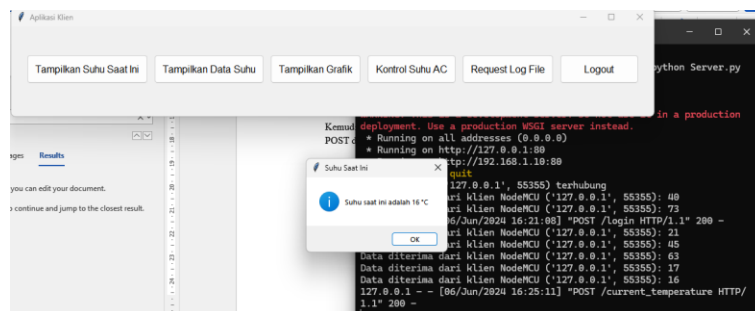 Aplikasi Klien
Tampilkan Suhu Saat Ini
Tampilkan Data Suhu
Tampilkan Grafik
Kontrol Suhu AC
Request Log File
Logout
ython Server.py
in a production
deployment. Use a production WSGI server instead.
* Running on all addresses (0.0.0.0)
* Running on http://127.0.0.1:80
http://192.168.1.10:80
quit
127.0.0.1', 55355) terhubung
ari klien NodeMCU ('127.0.0.1', 55355): 40
ari klien NodeMCU ('127.0.0.1', 55355): 73
06/Jun/2024 16:21:08] "POST /login HTTP/1.1" 200 -
ari klien NodeMCU ('127.0.0.1', 55355): 21
ari klien NodeMCU ('127.0.0.1', 55355): 45
Data diterima dari klien NodeMCU ('127.0.0.1', 55355): 63
Data diterima dari klien NodeMCU ('127.0.0.1', 55355): 17
Data diterima dari klien NodeMCU ('127.0.0.1', 55355): 16
127.0.0.1 - - [06/Jun/2024 16:25:11] "POST /current_temperature HTTP/
1.1" 200 -
Suhu Saat Ini
Suhu saat ini adalah 16 °C
OK
Kemud
POST
ages Results
you can edit your document.
continue and jump to the closest result.